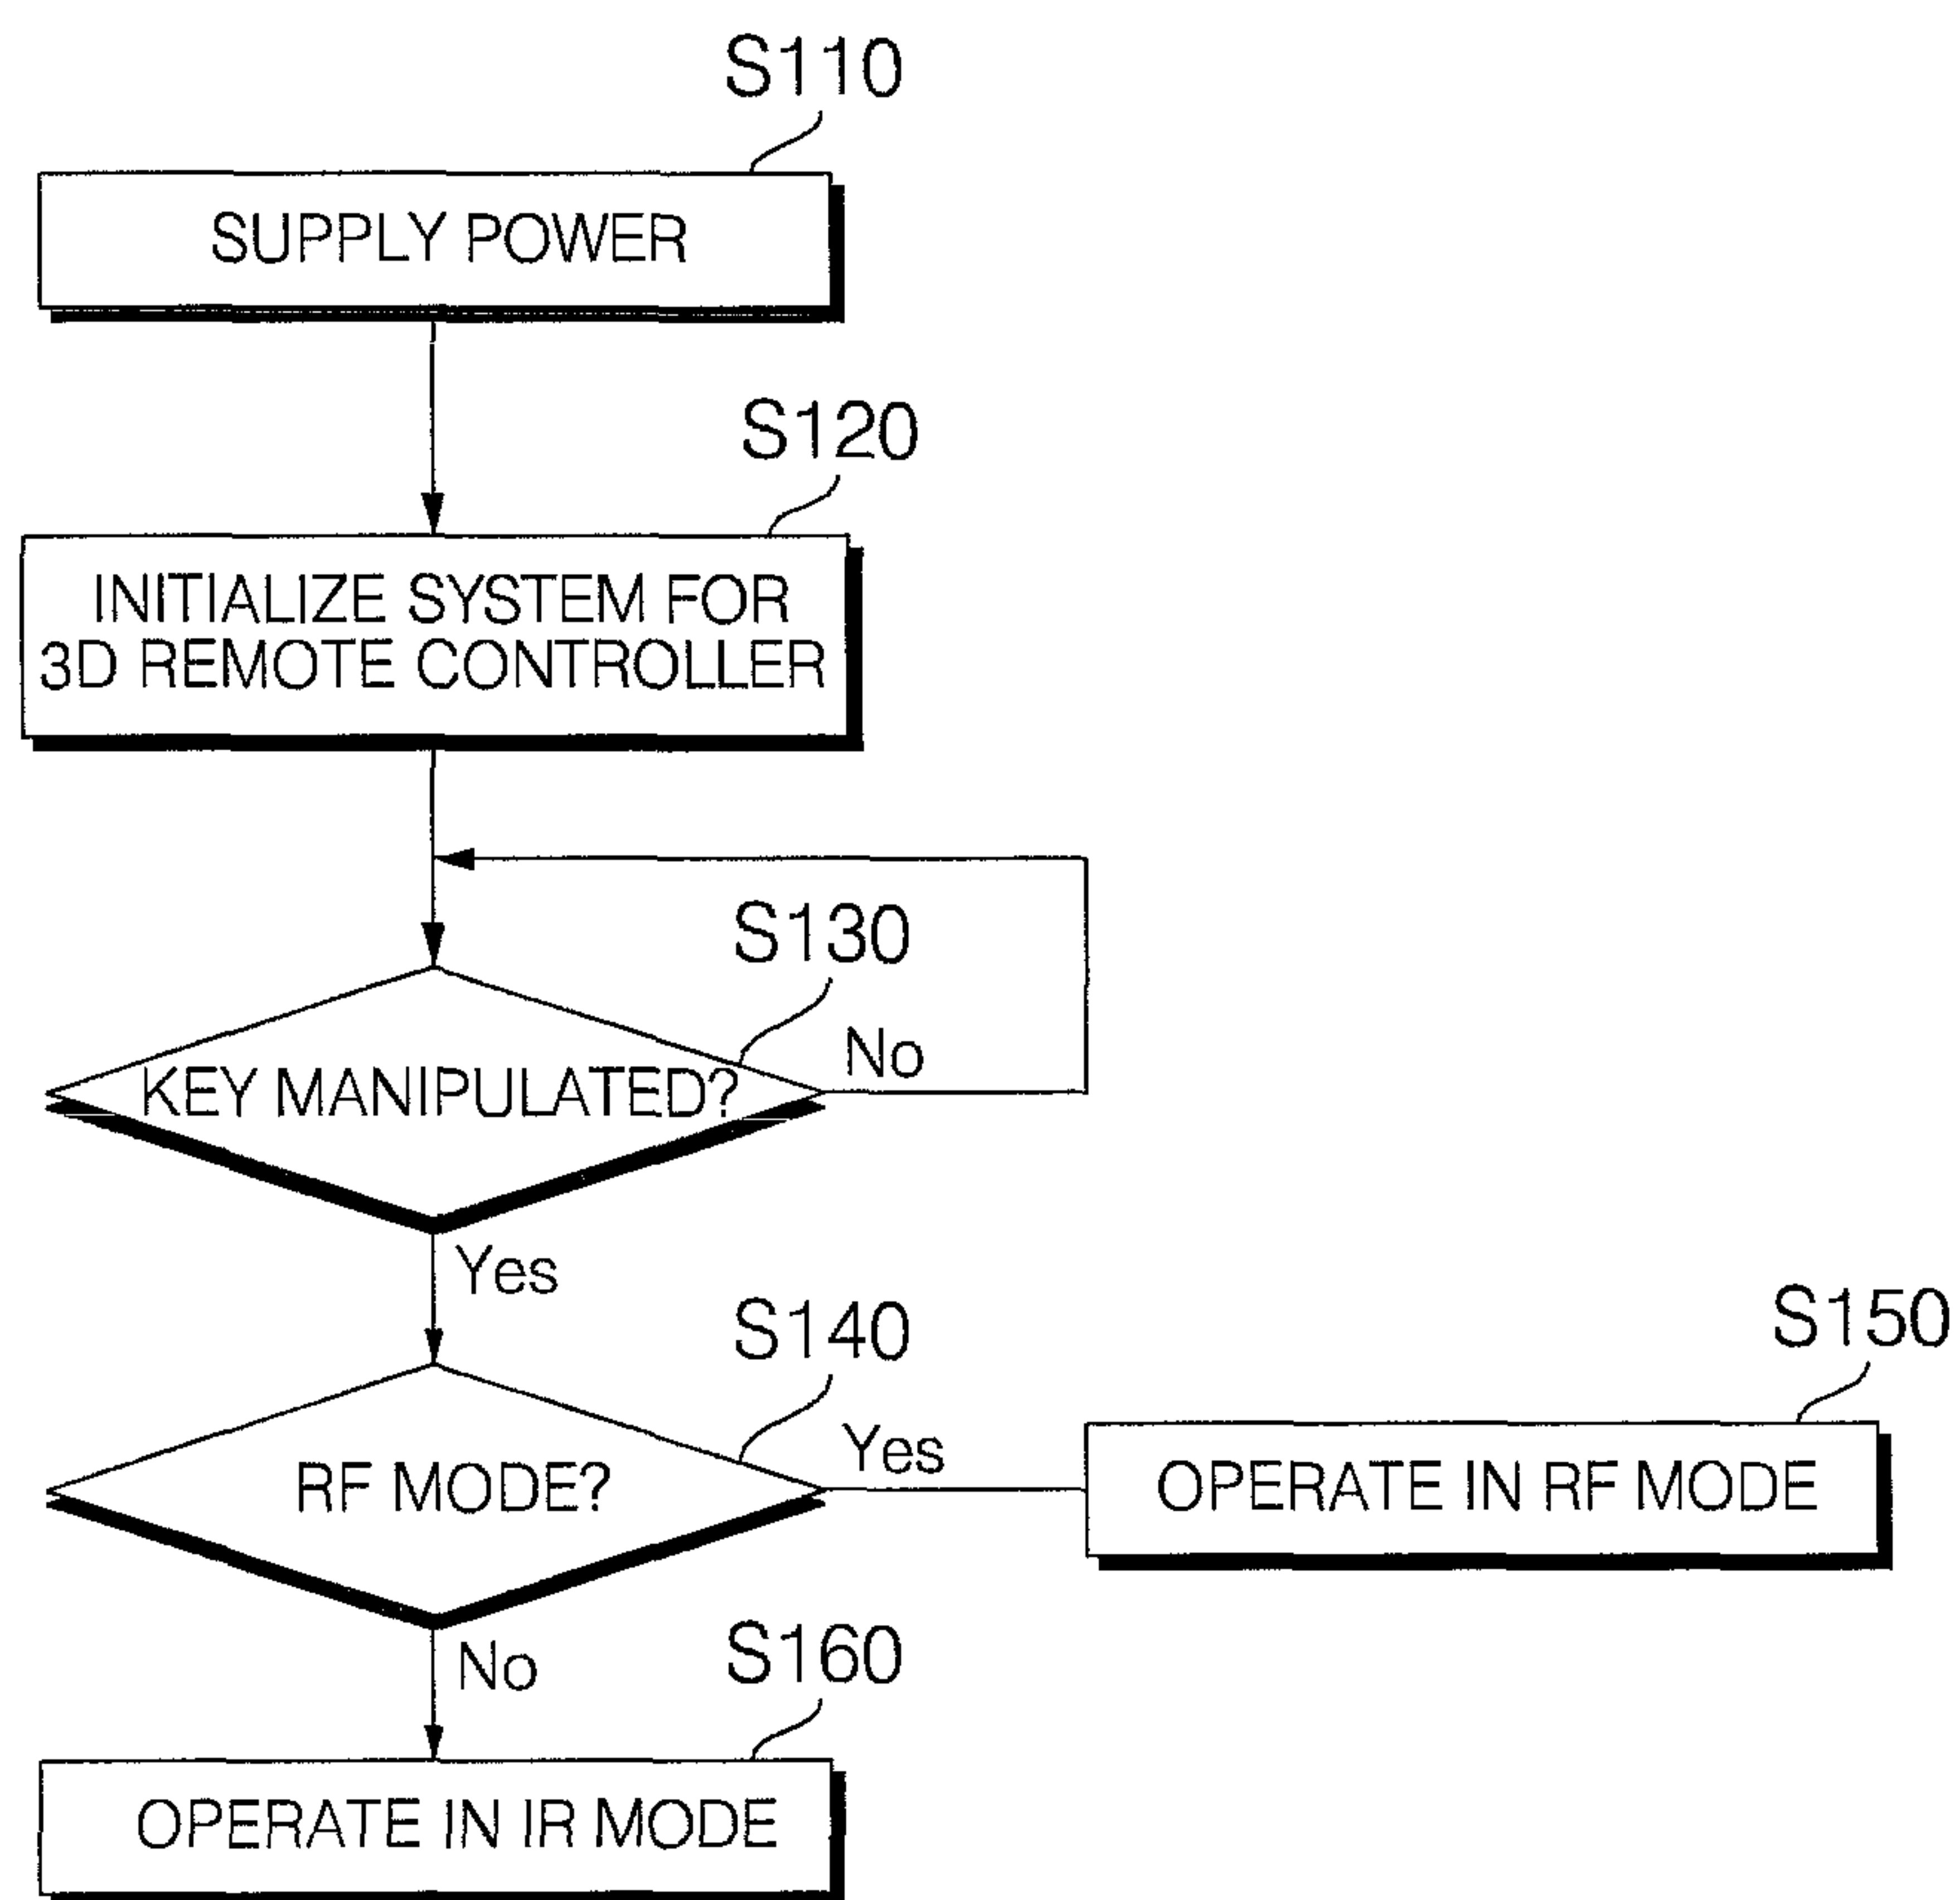 S110
SUPPLY POWER
S120
INITIALIZE SYSTEM FOR
3D REMOTE CONTROLLER
S130
No
KEY MANIPULATED?
Yes
S140
S150
Yes
RF MODE?
OPERATE IN RF MODE
No
S160
OPERATE IN IR MODE